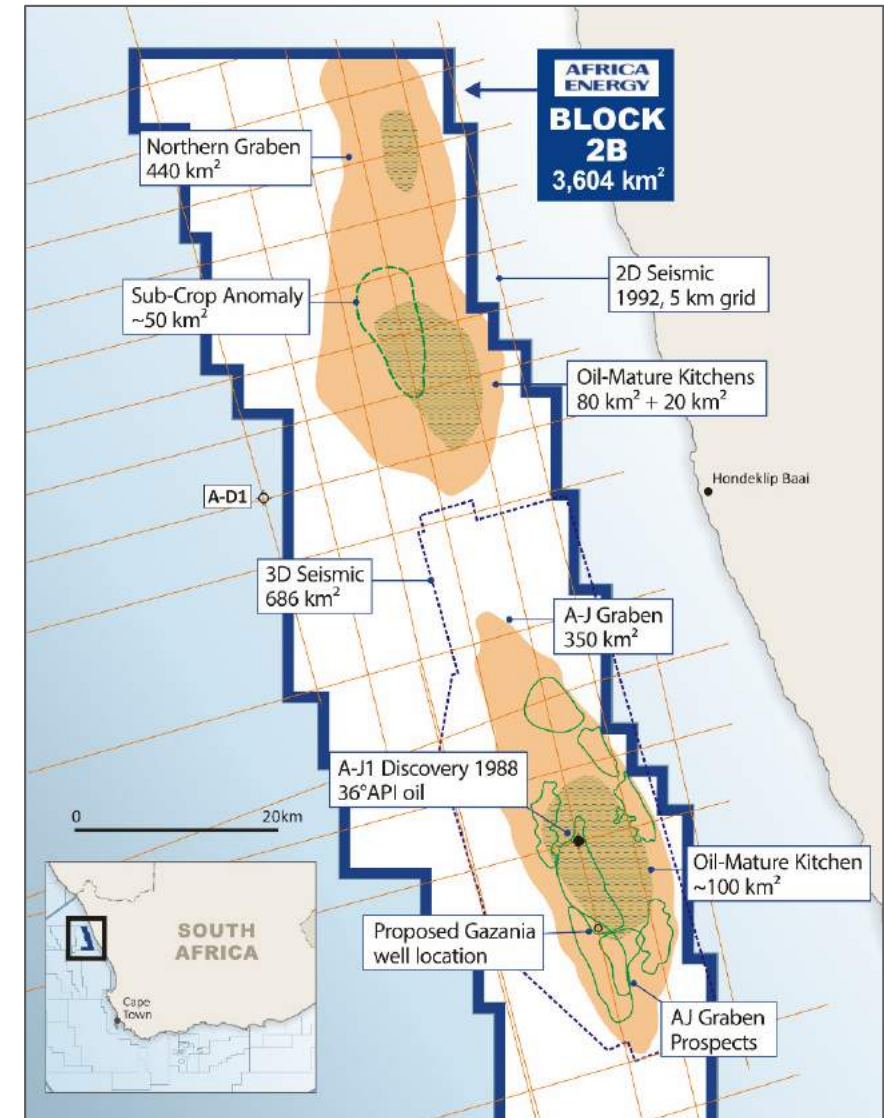 AFRICA
ENERGY
BLOCK
2B
3,604 km²
Northern Graben
440 km²
2D Seismic
1992, 5 km grid
Sub-Crop Anomaly
~50 km²
Oil-Mature Kitchens
80 km² + 20 km²
Hondeklip Baai
A-D1
3D Seismic
686 km²
A-J Graben
350 km²
A-J1 Discovery 1988
36°API oil
0 20km
Oil-Mature Kitchen
~100 km²
Proposed Gazania
well location
SOUTH
AFRICA
Cape
Town
AJ Graben
Prospects